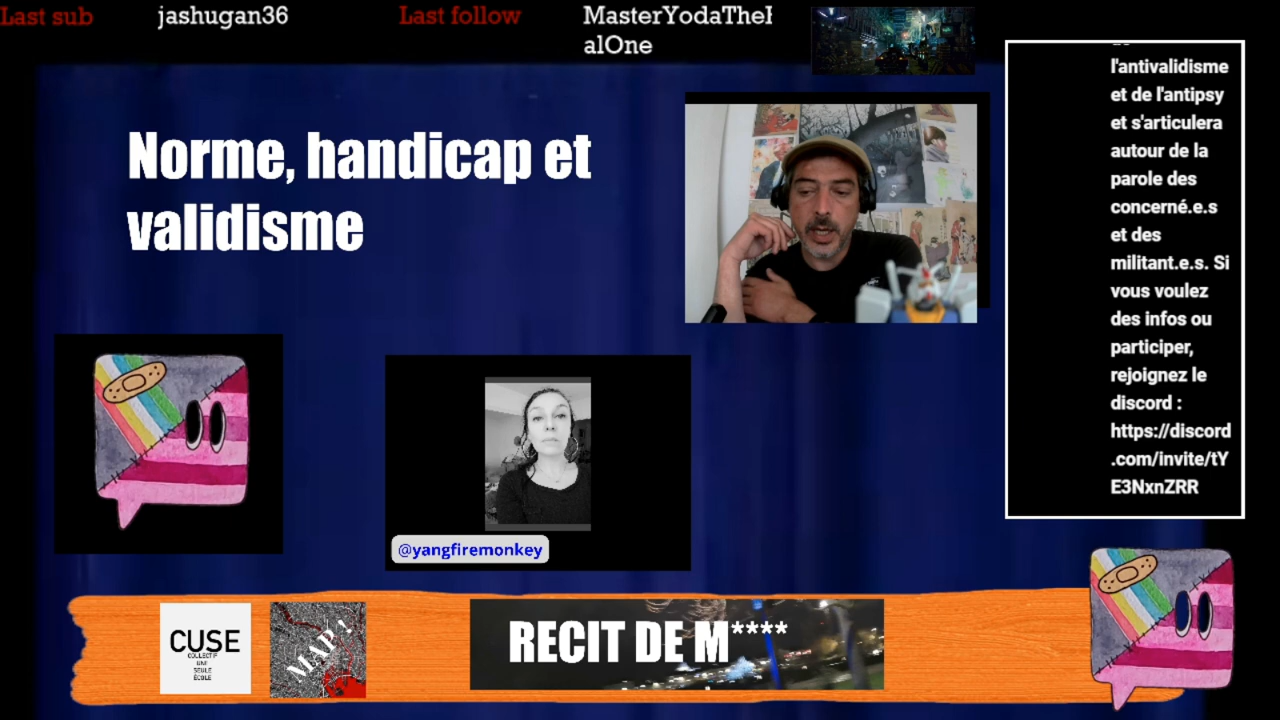 Last sub
jashugan36
Last follow
MasterYodaTheR
alOne
Norme, handicap et
validisme
l'antivalidisme
et de l'antipsy
et s'articulera
autour de la
parole des
concerné.e.s
et des
militant.e.s. Si
vous voulez
des infos ou
participer,
rejoignez le
discord :
https://discord
.com/invite/tY
E3NxnZRR
@yangfiremonkey
CUSE
COLLECTIF
UNE
SEULE
ÉCOLE
MAP !
RECIT DE M****